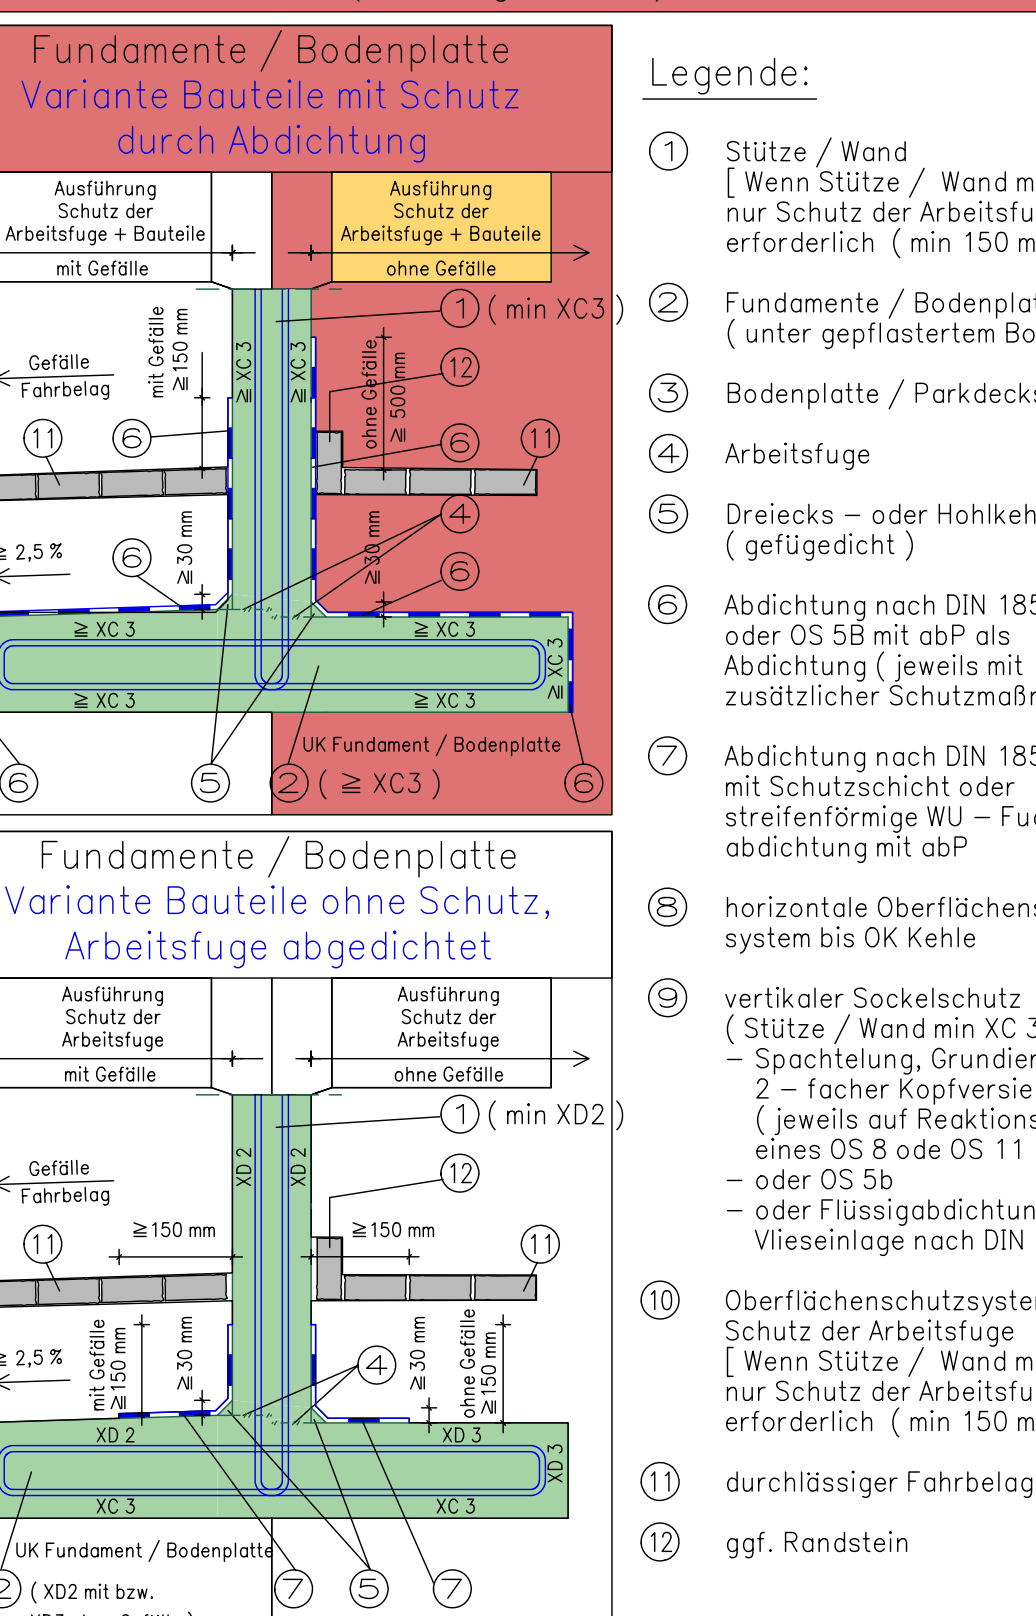 Fundamente / Bodenplatte
Variante Bauteile mit Schutz
durch Abdichtung
Ausführung
Schutz der
Arbeitsfuge + Bauteile
mit Gefälle
Ausführung
Schutz der
Arbeitsfuge + Bauteile
ohne Gefälle
1 ( min XC3 )
12
mit Gefälle
≧ 150 mm
≧ XC 3
≧ XC 3
ohne Gefälle
≧ 500 mm
Gefälle
Fahrbelag
11
6
6
11
4
≧ 2,5 %
6
≧ 30 mm
≧ 30 mm
6
≧ XC 3
≧ XC 3
≧ XC 3
≧ XC 3
≧ XC 3
UK Fundament / Bodenplatte
6
5
2 ( ≧ XC3 )
6
Fundamente / Bodenplatte
Variante Bauteile ohne Schutz,
Arbeitsfuge abgedichtet
Ausführung
Schutz der
Arbeitsfuge
mit Gefälle
Ausführung
Schutz der
Arbeitsfuge
ohne Gefälle
1 ( min XD2 )
XD 2
XD 2
12
Gefälle
Fahrbelag
11
≧ 150 mm
≧ 150 mm
11
≧ 2,5 %
mit Gefälle
≧ 150 mm
≧ 30 mm
4
≧ 30 mm
ohne Gefälle
≧ 150 mm
XD 2
XD 3
XD 3
XC 3
XC 3
UK Fundament / Bodenplatte
2 ( XD2 mit bzw.
7
5
7
Legende:
1 Stütze / Wand
[ Wenn Stütze / Wand m
nur Schutz der Arbeitsfu
erforderlich ( min 150 m
2 Fundamente / Bodenplat
( unter gepflastertem Bo
3 Bodenplatte / Parkdecks
4 Arbeitsfuge
5 Dreiecks – oder Hohlkeh
( gefügedicht )
6 Abdichtung nach DIN 185
oder OS 5B mit abP als
Abdichtung ( jeweils mit
zusätzlicher Schutzmaßn
7 Abdichtung nach DIN 185
mit Schutzschicht oder
streifenförmige WU – Fug
abdichtung mit abP
8 horizontale Oberflächens
system bis OK Kehle
9 vertikaler Sockelschutz
( Stütze / Wand min XC 3
– Spachtelung, Grundier
2 – facher Kopfversie
( jeweils auf Reaktions
eines OS 8 ode OS 11
– oder OS 5b
– oder Flüssigabdichtun
Vlieseinlage nach DIN
10 Oberflächenschutzsyste
Schutz der Arbeitsfuge
[ Wenn Stütze / Wand m
nur Schutz der Arbeitsfu
erforderlich ( min 150 m
11 durchlässiger Fahrbelag
12 ggf. Randstein